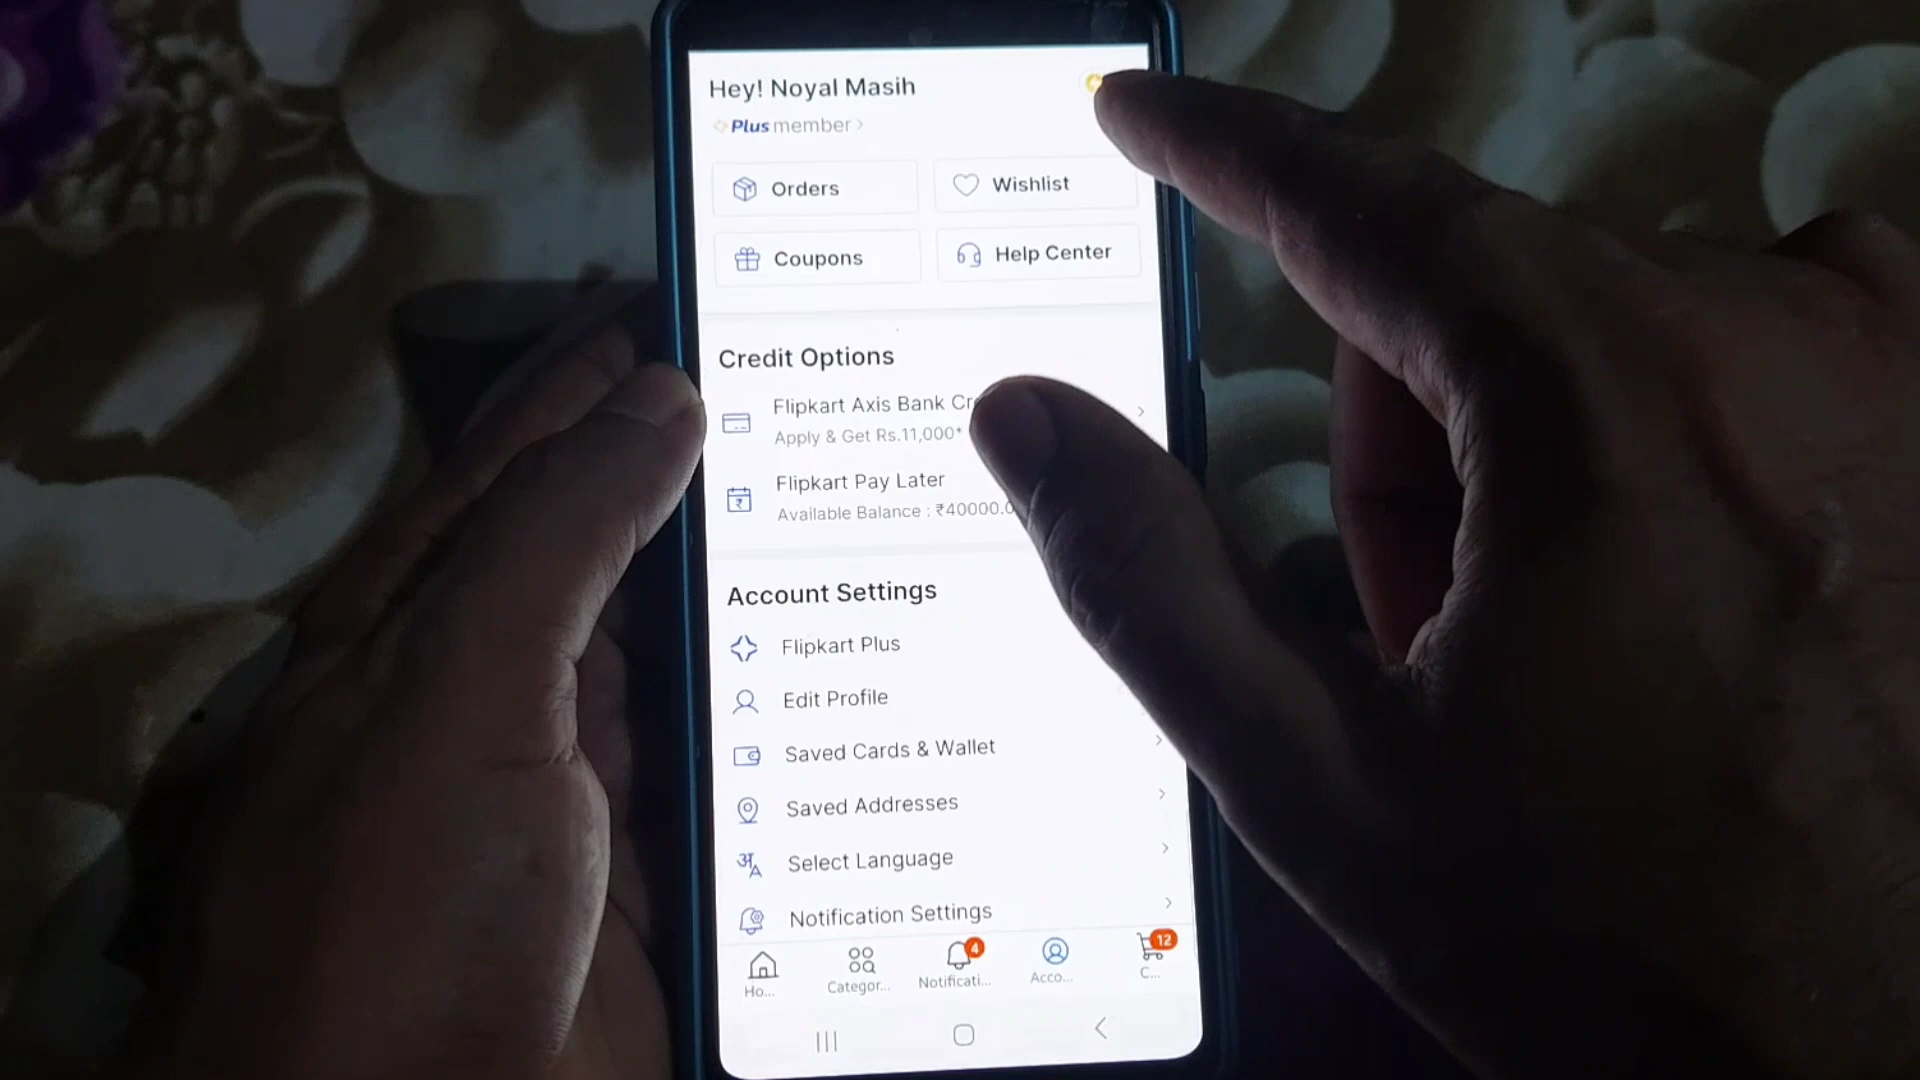 Hey! Noyal Masih
Plus member
Orders
Wishlist
Coupons
Help Center
Credit Options
Flipkart Axis Bank
Apply & Get Rs.11,000*
Flipkart Pay Later
Available Balance : ₹40000.0
Account Settings
Flipkart Plus
Edit Profile
Saved Cards & Wallet
Saved Addresses
अ A
Select Language
Notification Settings
4
12
Ho...
Categor...
Notificati...
Acco...
C...